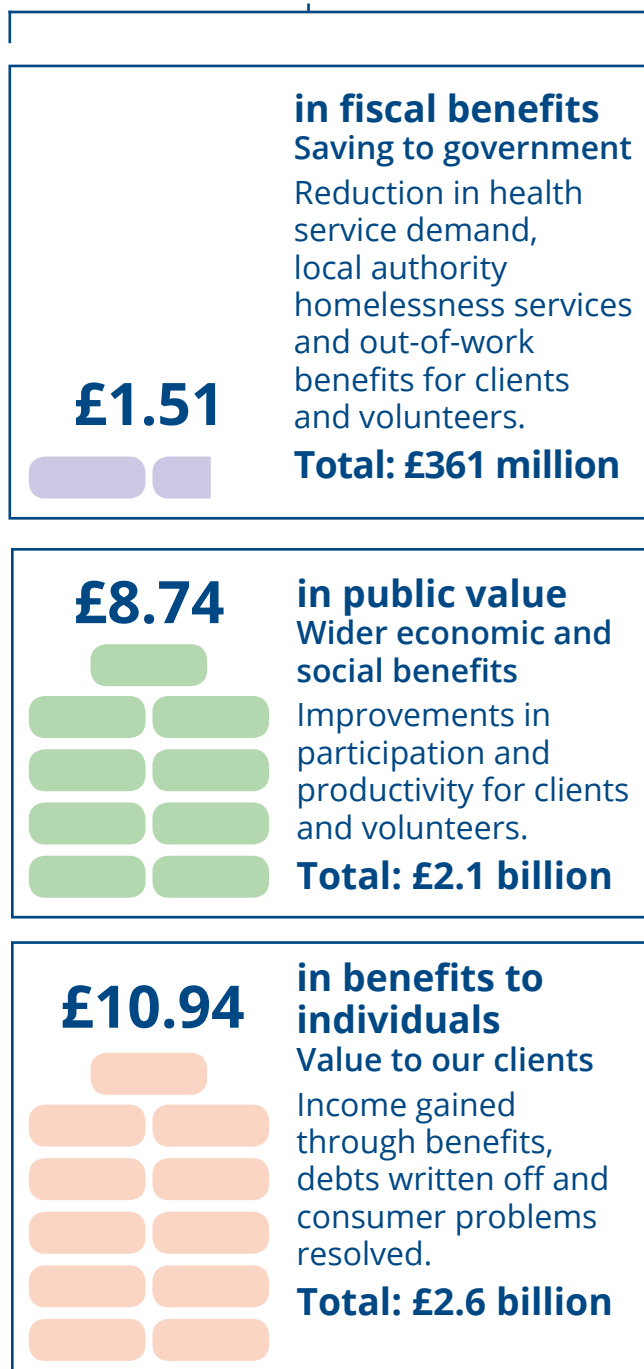 £1.51
in fiscal benefits
Saving to government
Reduction in health
service demand,
local authority
homelessness services
and out-of-work
benefits for clients
and volunteers.
Total: £361 million
£8.74
in public value
Wider economic and
social benefits
Improvements in
participation and
productivity for clients
and volunteers.
Total: £2.1 billion
£10.94
in benefits to
individuals
Value to our clients
Income gained
through benefits,
debts written off and
consumer problems
resolved.
Total: £2.6 billion